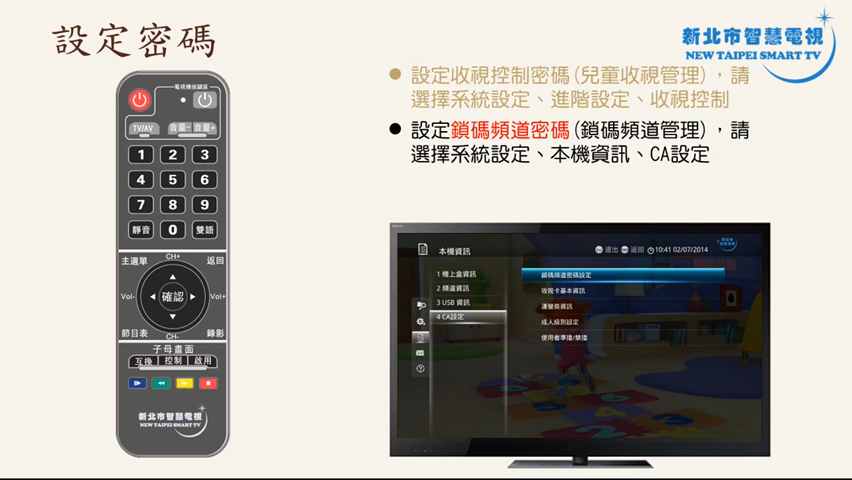 設定密碼
新北市智慧電視
NEW TAIPEI SMART TV
設定收視控制密碼(兒童收視管理)，請
選擇系統設定、進階設定、收視控制
設定鎖碼頻道密碼(鎖碼頻道管理)，請
選擇系統設定、本機資訊、CA設定
電視機按鍵區
TV/AV
音量- 音量+
1 2 3
4 5 6
7 8 9
靜音 0 雙語
CH+
主選單 返回
Vol- 確認 Vol+
節目表 錄影
CH-
子母畫面
互換 控制 啟用
新北市智慧電視
NEW TAIPEI SMART TV
本機資訊
退出 返回 10:41 02/07/2014
1 機上盒資訊
2 頻道資訊
3 USB 資訊
4 CA設定
鎖碼頻道密碼設定
收視卡基本資訊
運營商資訊
成人級別設定
使用者準播/禁播